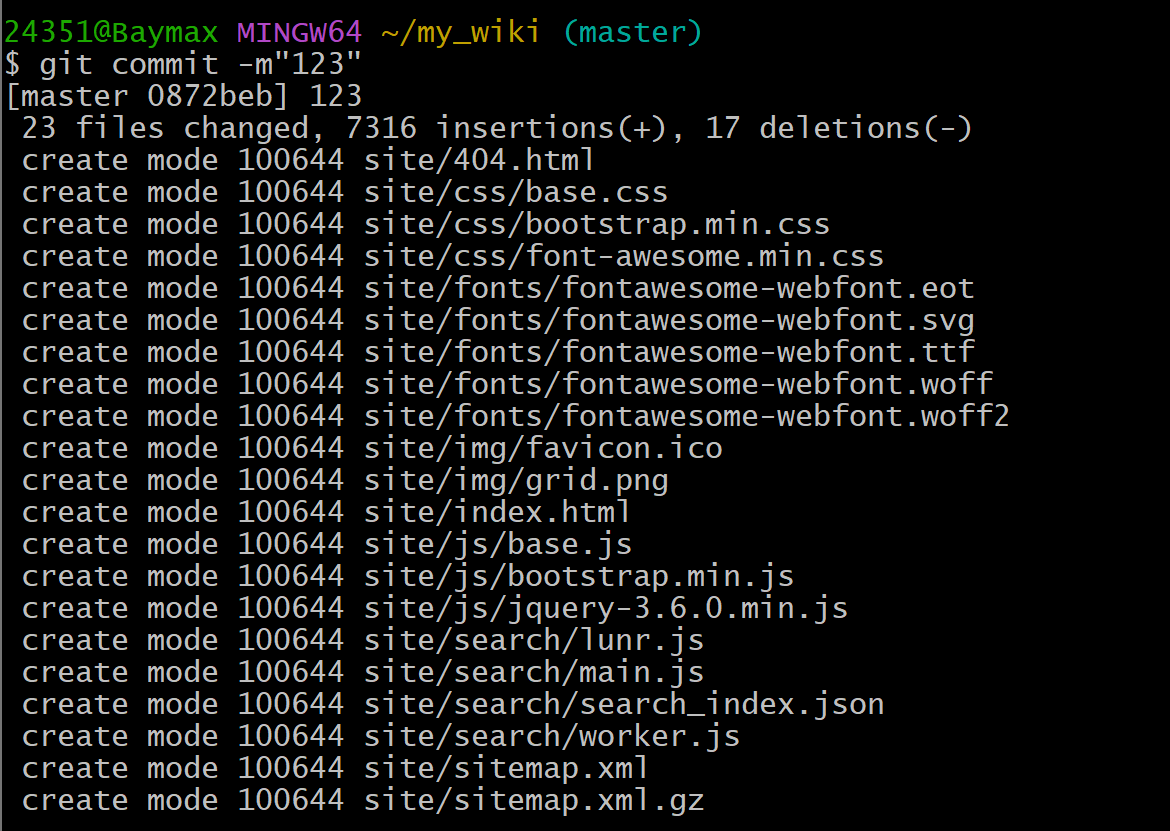 24351@Baymax MINGW64 ~/my_wiki (master)
$ git commit -m"123"
[master 0872beb] 123
 23 files changed, 7316 insertions(+), 17 deletions(-)
 create mode 100644 site/404.html
 create mode 100644 site/css/base.css
 create mode 100644 site/css/bootstrap.min.css
 create mode 100644 site/css/font-awesome.min.css
 create mode 100644 site/fonts/fontawesome-webfont.eot
 create mode 100644 site/fonts/fontawesome-webfont.svg
 create mode 100644 site/fonts/fontawesome-webfont.ttf
 create mode 100644 site/fonts/fontawesome-webfont.woff
 create mode 100644 site/fonts/fontawesome-webfont.woff2
 create mode 100644 site/img/favicon.ico
 create mode 100644 site/img/grid.png
 create mode 100644 site/index.html
 create mode 100644 site/js/base.js
 create mode 100644 site/js/bootstrap.min.js
 create mode 100644 site/js/jquery-3.6.0.min.js
 create mode 100644 site/search/lunr.js
 create mode 100644 site/search/main.js
 create mode 100644 site/search/search_index.json
 create mode 100644 site/search/worker.js
 create mode 100644 site/sitemap.xml
 create mode 100644 site/sitemap.xml.gz